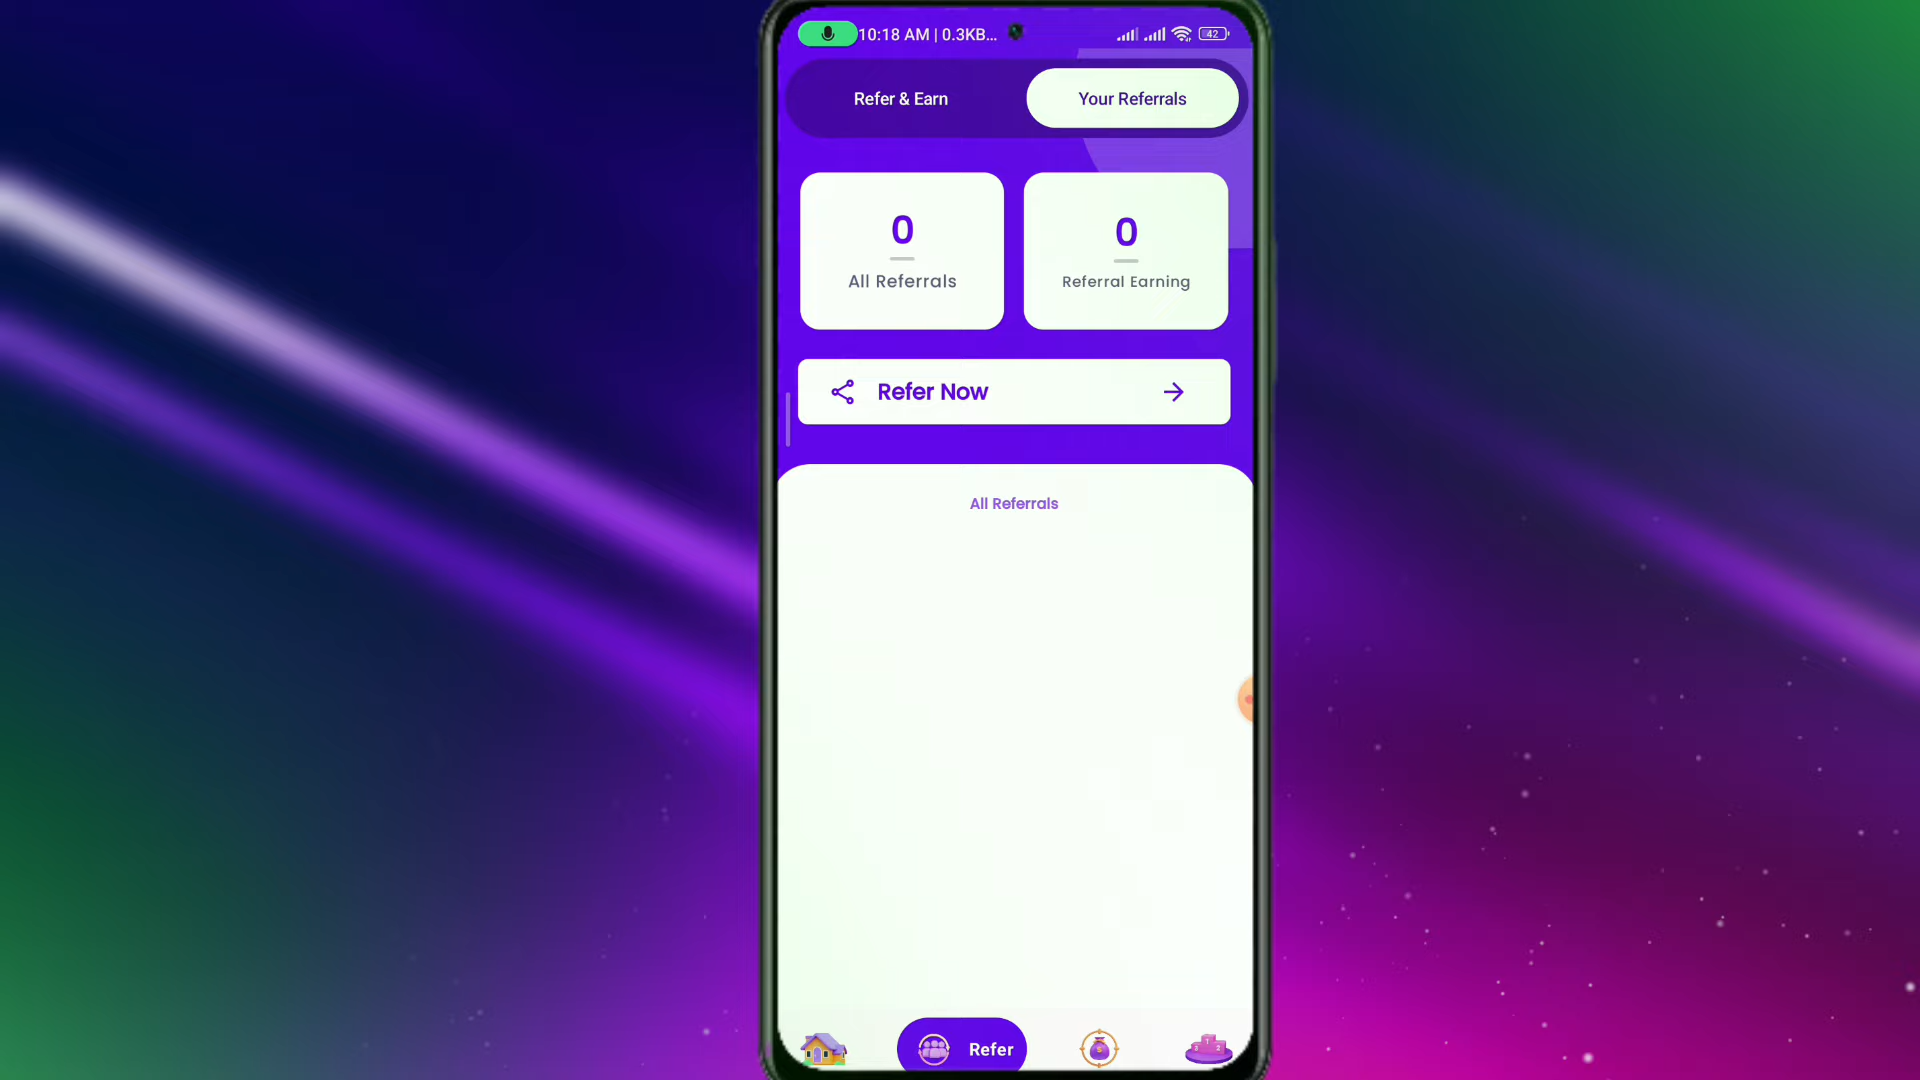 10:18 AM | 0.3KB... 42
Refer & Earn Your Referrals
0 0
All Referrals Referral Earning
Refer Now
All Referrals
Refer